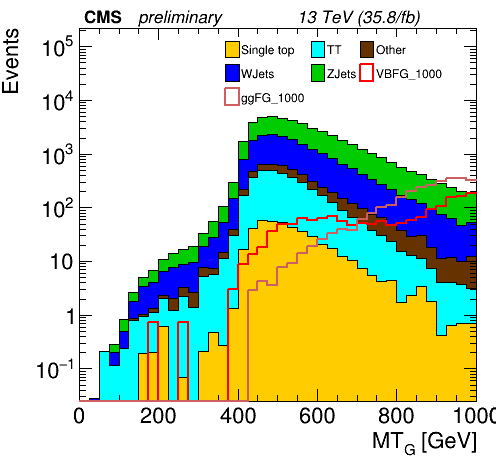 CMS preliminary 13 TeV (35.8/fb)
Events
Single top TT Other
WJets ZJets VBFG_1000
ggFG_1000
10^5
10^4
10^3
10^2
10
1
10^−1
0 200 400 600 800 1000
MT_G [GeV]